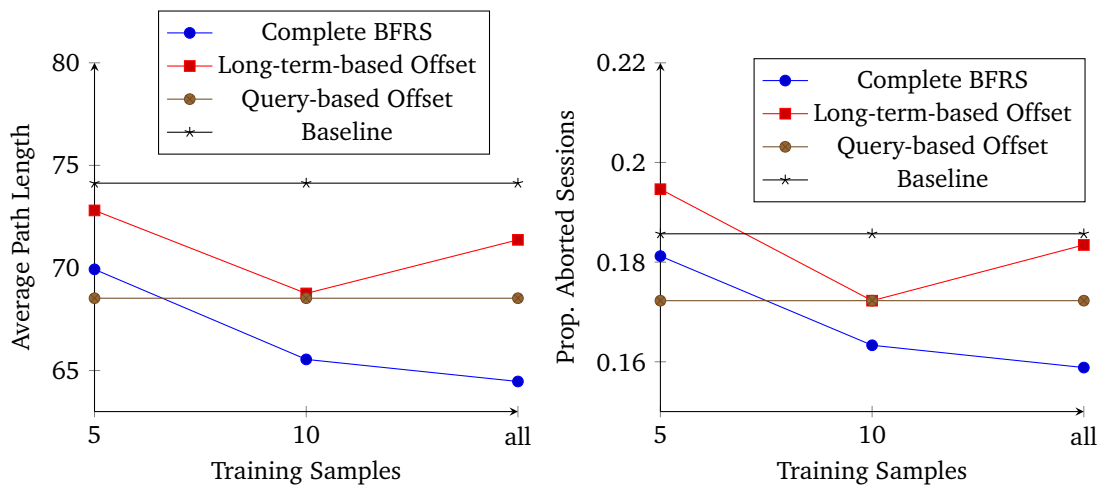 Complete BFRS
Long-term-based Offset
Query-based Offset
Baseline
80
75
70
65
Average Path Length
5
10
all
Training Samples
Complete BFRS
Long-term-based Offset
Query-based Offset
Baseline
0.22
0.2
0.18
0.16
Prop. Aborted Sessions
5
10
all
Training Samples